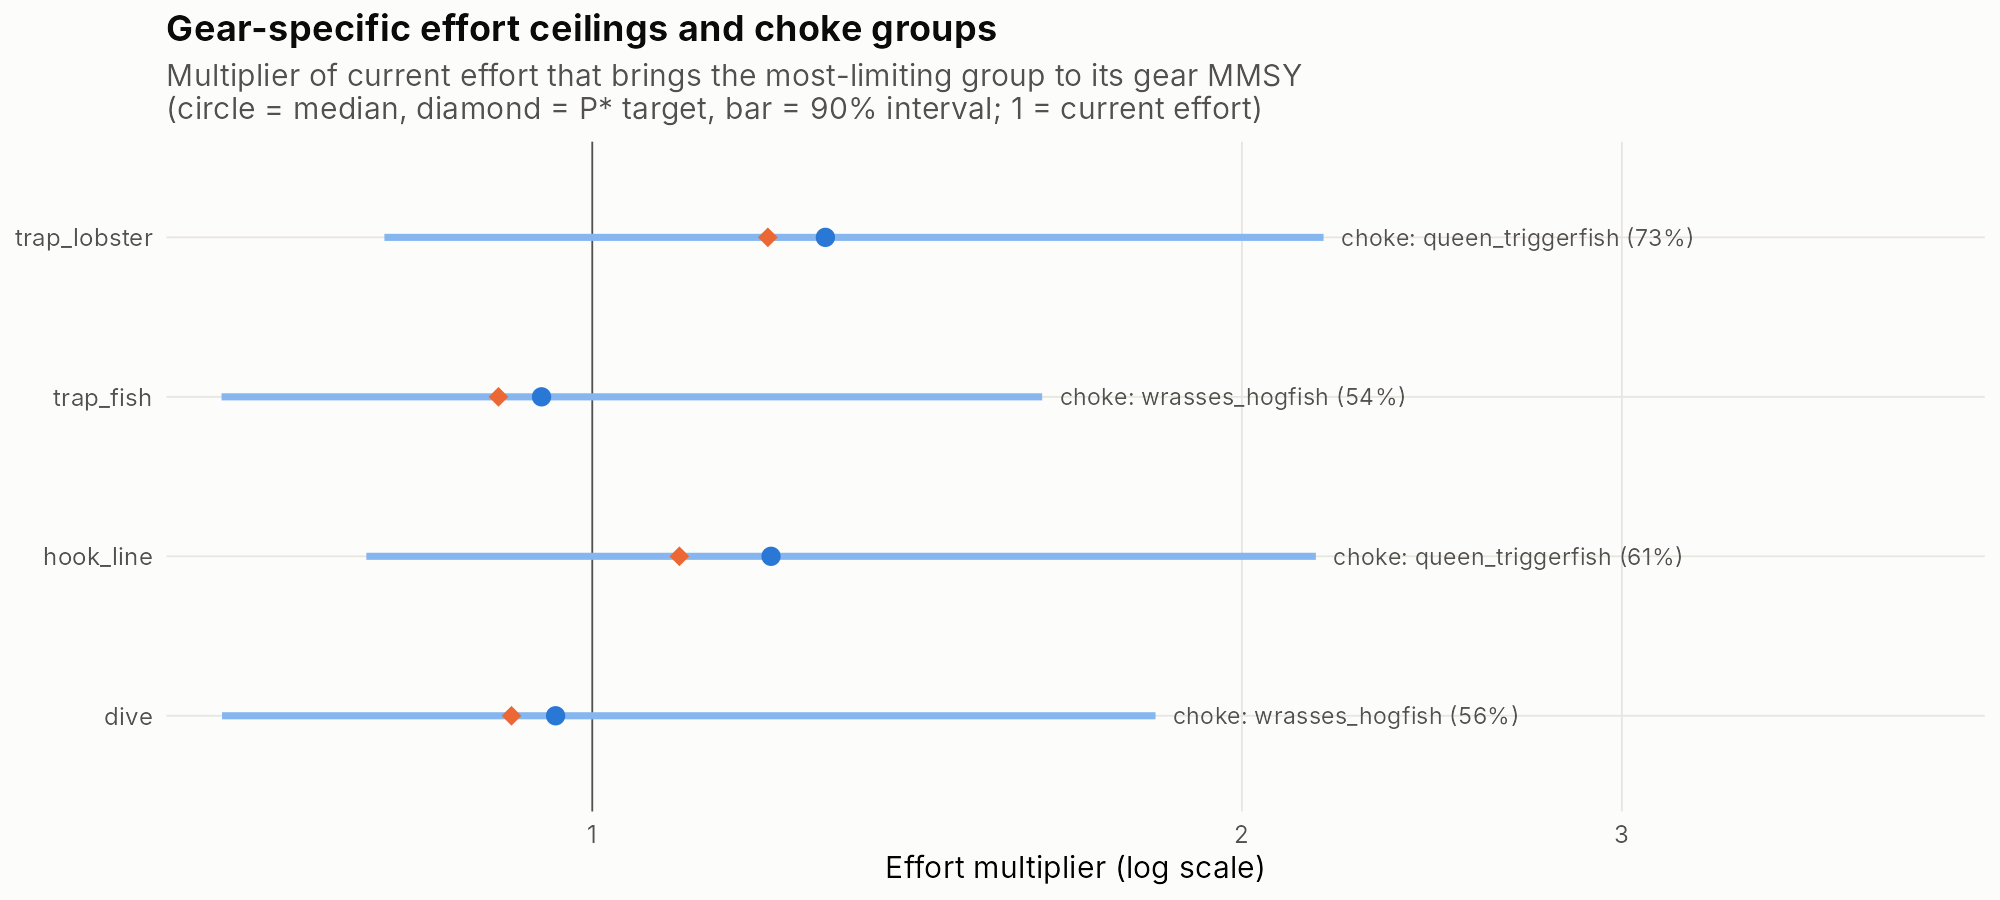 Gear-specific effort ceilings and choke groups
Multiplier of current effort that brings the most-limiting group to its gear MMSY
(circle = median, diamond = P* target, bar = 90% interval; 1 = current effort)
trap_lobster
choke: queen_triggerfish (73%)
trap_fish
choke: wrasses_hogfish (54%)
hook_line
choke: queen_triggerfish (61%)
dive
choke: wrasses_hogfish (56%)
1
2
3
Effort multiplier (log scale)